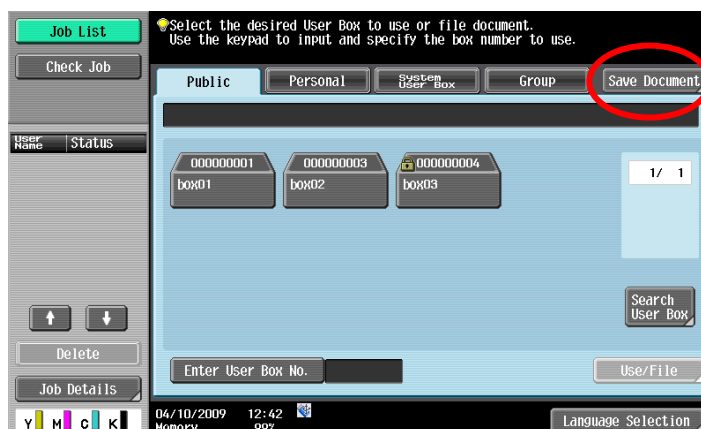 Job List
Check Job
User Name Status
Delete
Job Details
Y M C K
Select the desired User Box to use or file document.
Use the keypad to input and specify the box number to use.
Public Personal System User Box Group Save Document
000000001 000000003 000000004
box01 box02 box03
1/ 1
Search
User Box
Enter User Box No.
Use/File
04/10/2009 12:42
Memory 99%
Language Selection